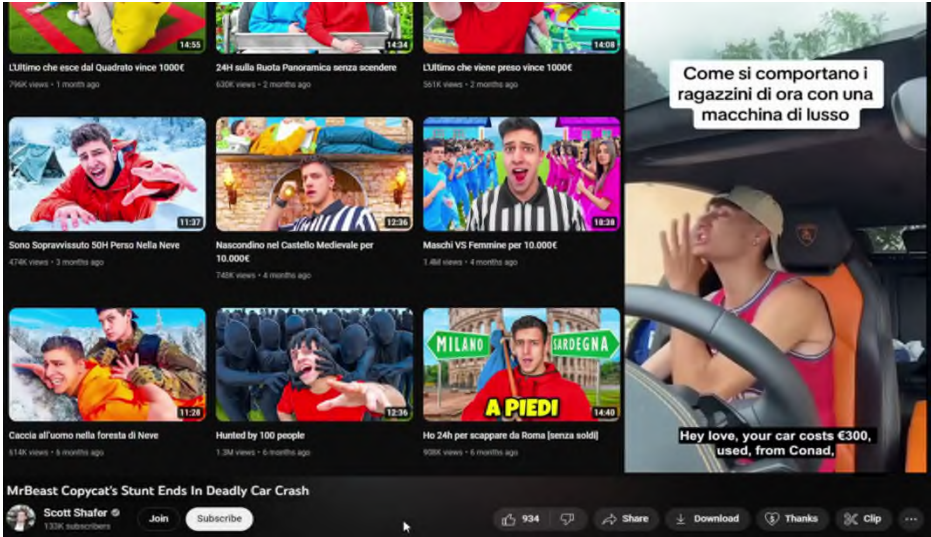 14:55
14:34
14:08
L'Ultimo che esce dal Quadrato vince 1000€
24H sulla Ruota Panoramica senza scendere
L'Ultimo che viene preso vince 1000€
796K views • 1 month ago
630K views • 2 months ago
561K views • 2 months ago
11:37
12:36
18:38
Sono Sopravvissuto 50H Perso Nella Neve
Nascondino nel Castello Medievale per
10.000€
Maschi VS Femmine per 10.000€
474K views • 3 months ago
748K views • 4 months ago
1.4M views • 4 months ago
MILANO
SARDEGNA
A PIEDI
11:28
12:36
14:40
Caccia all'uomo nella foresta di Neve
Hunted by 100 people
Ho 24h per scappare da Roma [senza soldi]
614K views • 6 months ago
1.3M views • 6 months ago
908K views • 6 months ago
Come si comportano i
ragazzini di ora con una
macchina di lusso
Hey love, your car costs €300,
used, from Conad,
MrBeast Copycat's Stunt Ends In Deadly Car Crash
Scott Shafer
133K subscribers
Join
Subscribe
934
Share
Download
Thanks
Clip